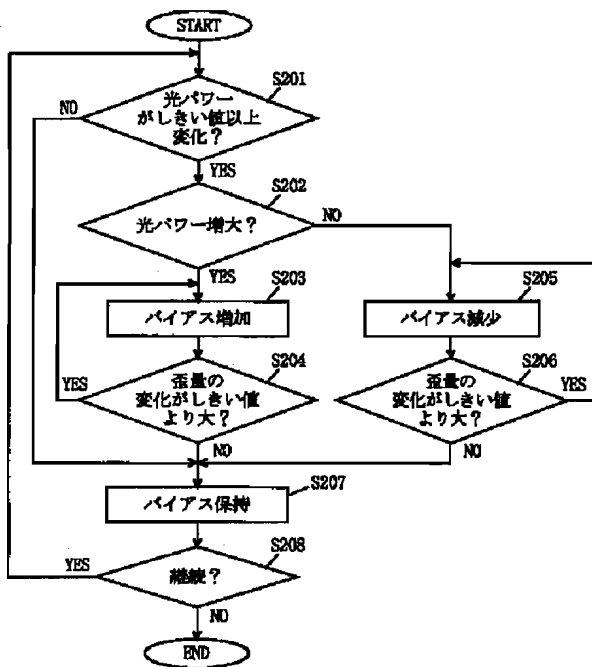 START
S201
光パワー
がしきい値以上
変化？
NO
YES
S202
光パワー増大？
NO
YES
S203
バイアス増加
S205
バイアス減少
S204
歪量の
変化がしきい値
より大？
YES
NO
S206
歪量の
変化がしきい値
より大？
YES
NO
S207
バイアス保持
S208
継続？
YES
NO
END